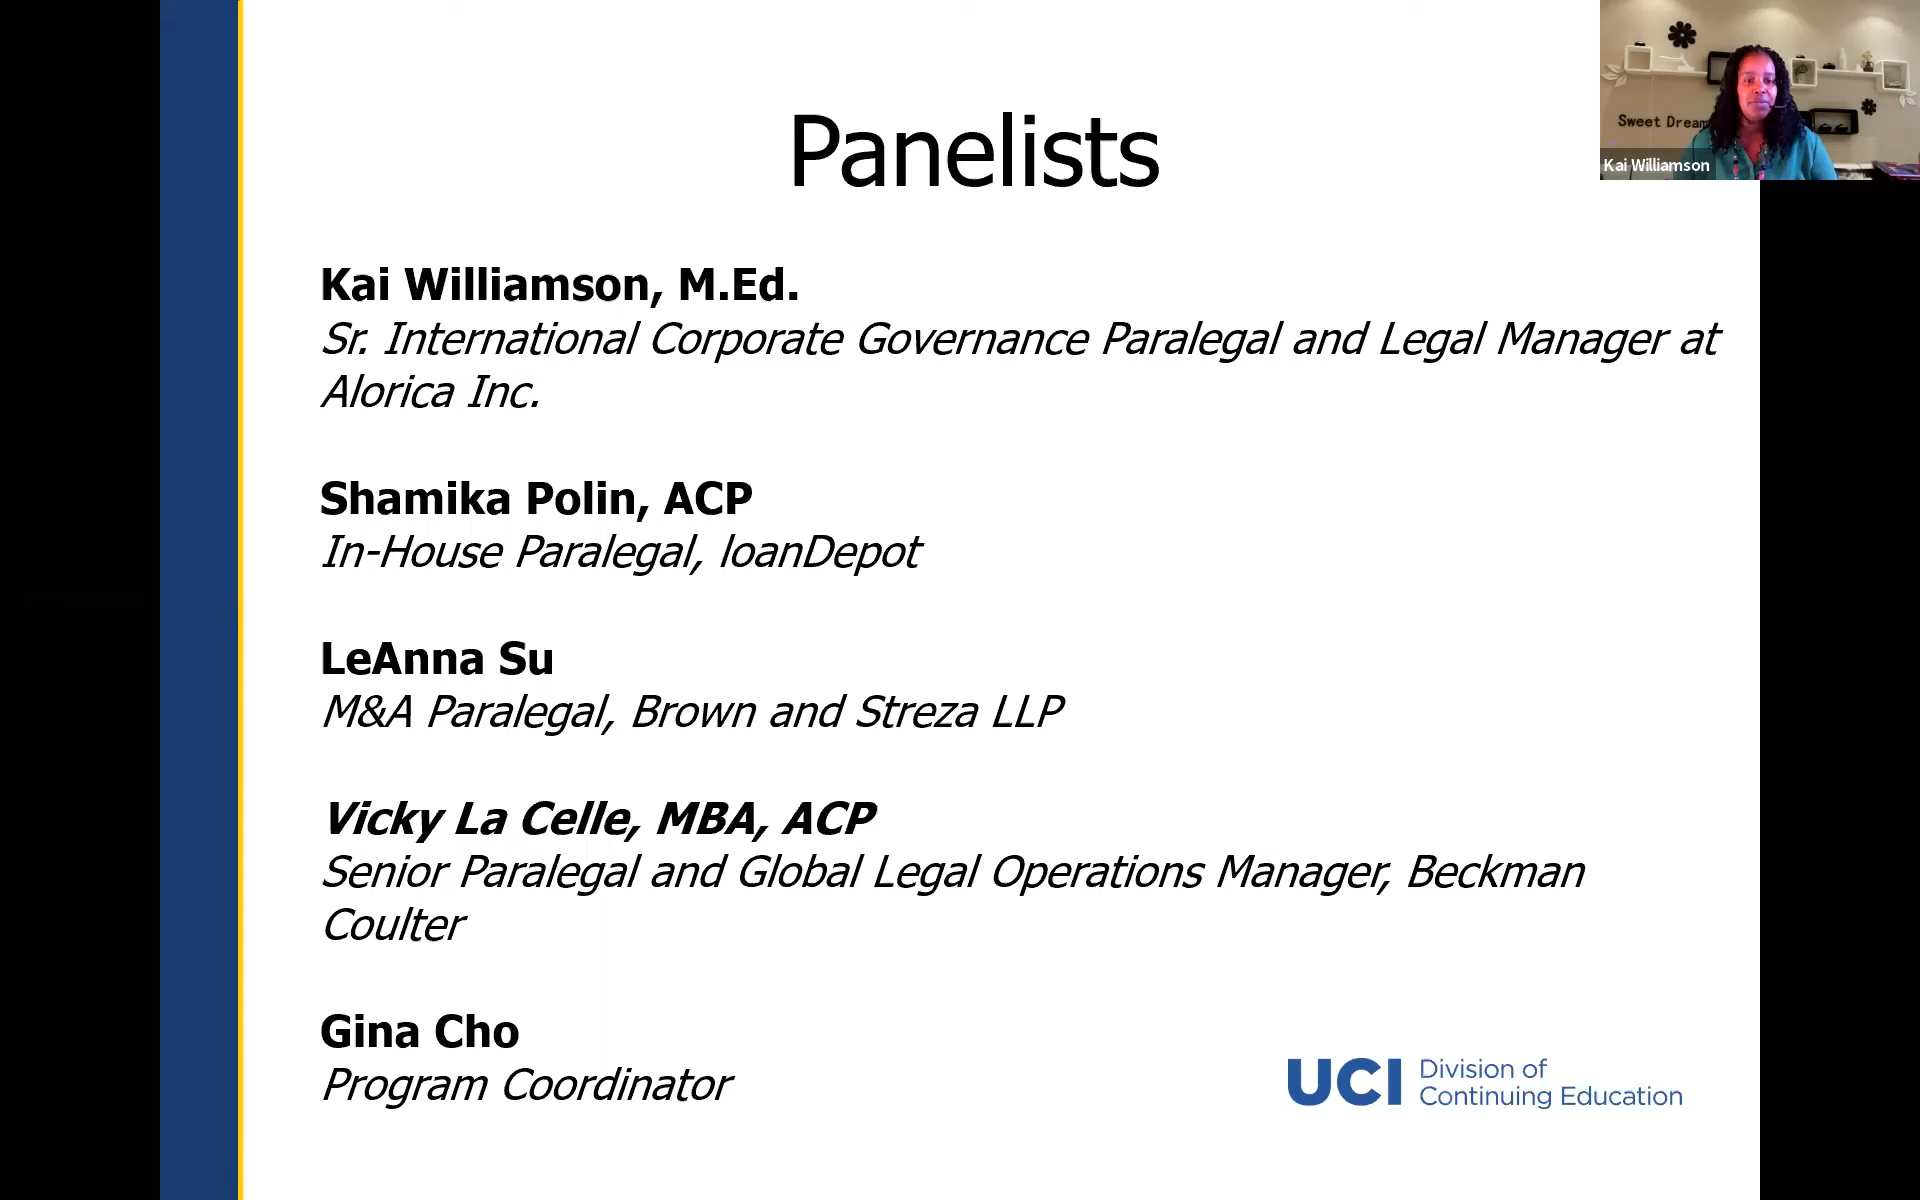 Panelists
Sweet Dream
Kai Williamson
Kai Williamson, M.Ed.
Sr. International Corporate Governance Paralegal and Legal Manager at
Alorica Inc.
Shamika Polin, ACP
In-House Paralegal, loanDepot
LeAnna Su
M&A Paralegal, Brown and Streza LLP
Vicky La Celle, MBA, ACP
Senior Paralegal and Global Legal Operations Manager, Beckman
Coulter
Gina Cho
Program Coordinator
UCI Division of
Continuing Education